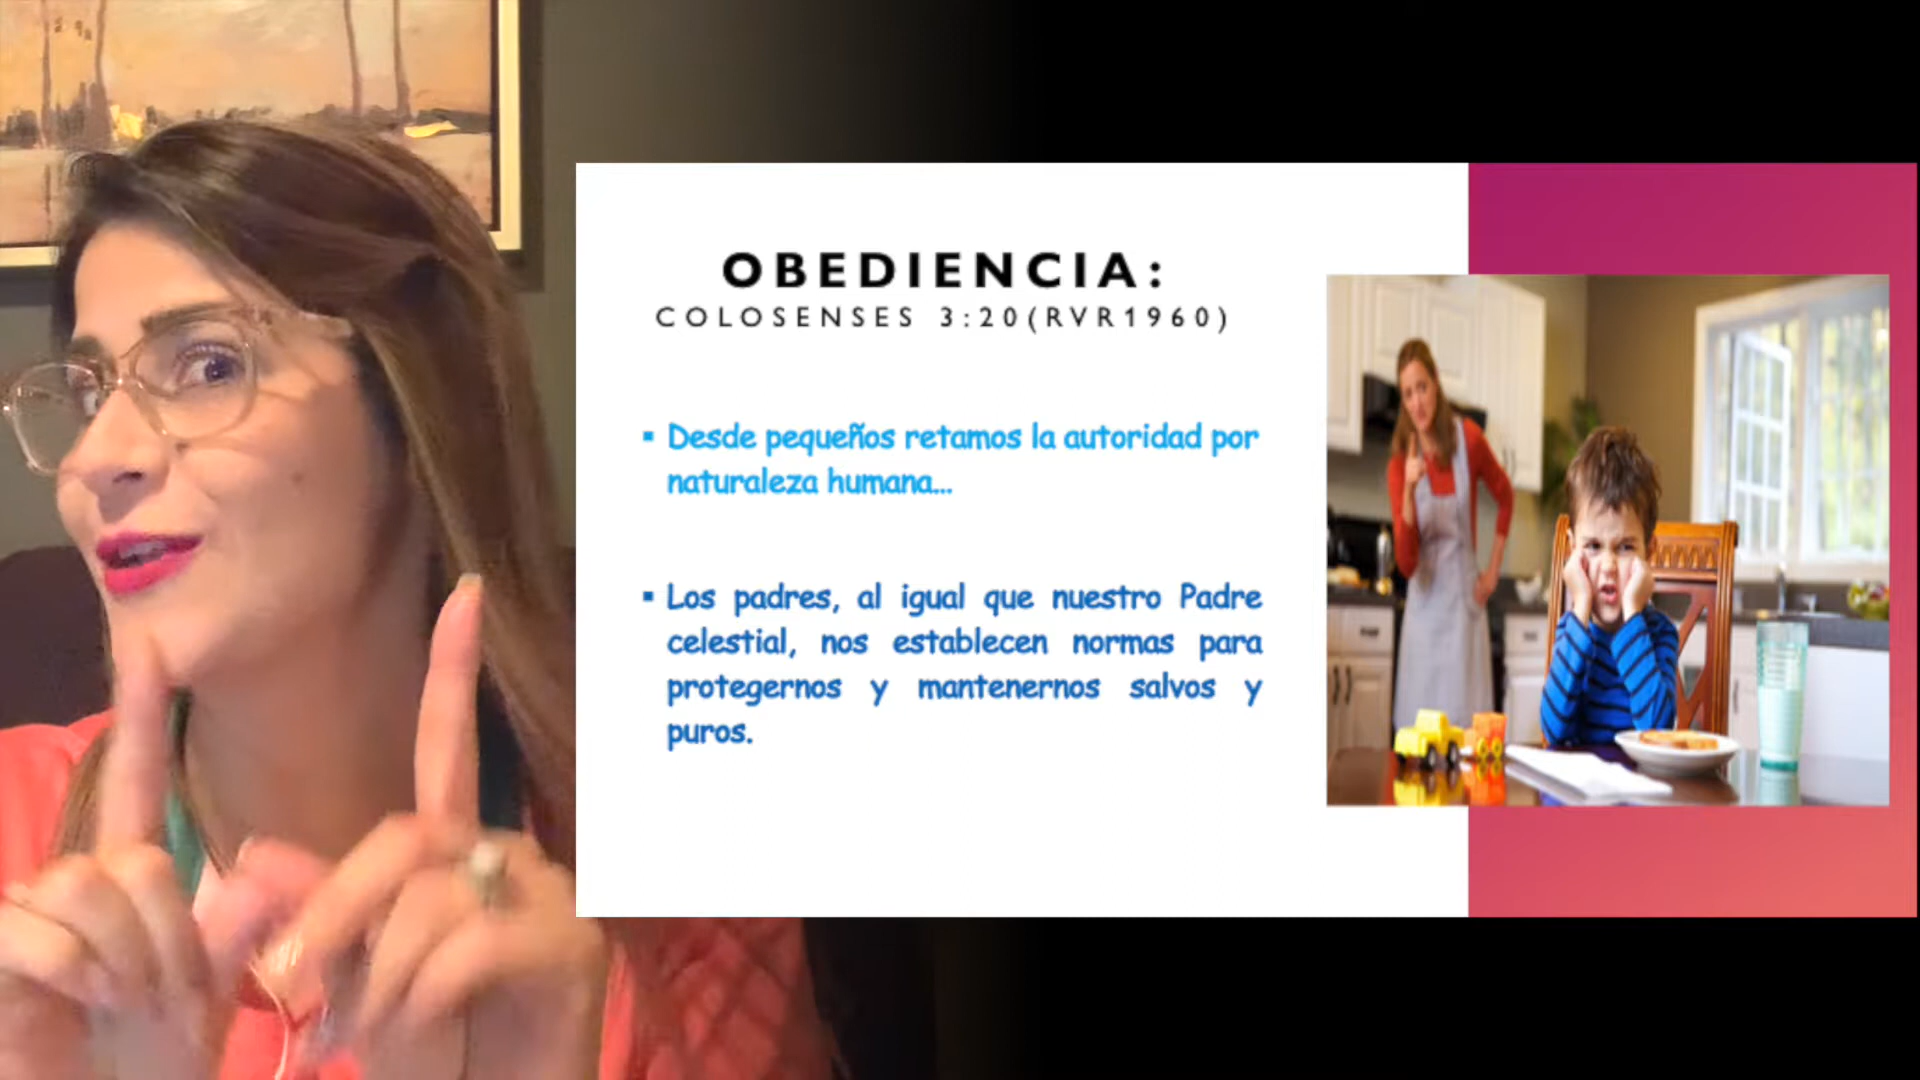 OBEDIENCIA:
COLOSENSES 3:20(RVR1960)
Desde pequeños retamos la autoridad por
naturaleza humana...
Los padres, al igual que nuestro Padre
celestial, nos establecen normas para
protegernos y mantenernos salvos y
puros.